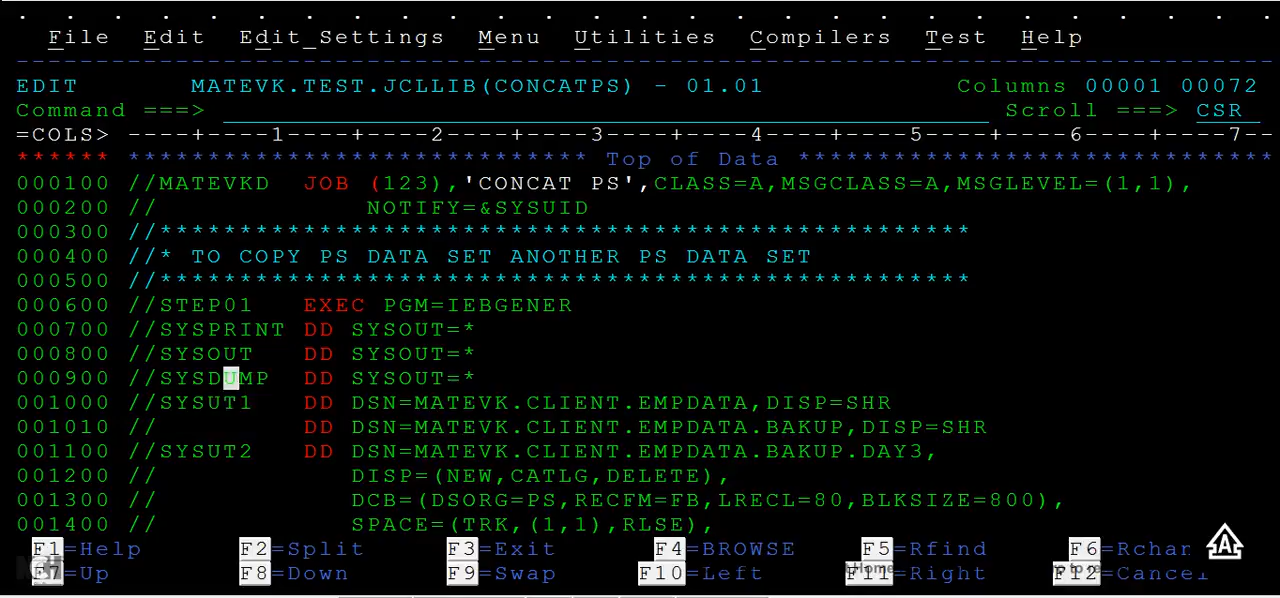 File Edit Edit_Settings Menu Utilities Compilers Test Help
EDIT MATEVK.TEST.JCLLIB(CONCATPS) - 01.01 Columns 00001 00072
Command ===> Scroll ===> CSR
=COLS> ----+----1----+----2----+----3----+----4----+----5----+----6----+----7--
****** ***************************** Top of Data ******************************
000100 //MATEVKD  JOB (123),'CONCAT PS',CLASS=A,MSGCLASS=A,MSGLEVEL=(1,1),
000200 //             NOTIFY=&SYSUID
000300 //***************************************************
000400 //* TO COPY PS DATA SET ANOTHER PS DATA SET
000500 //***************************************************
000600 //STEP01   EXEC PGM=IEBGENER
000700 //SYSPRINT DD SYSOUT=*
000800 //SYSOUT   DD SYSOUT=*
000900 //SYSDUMP  DD SYSOUT=*
001000 //SYSUT1   DD DSN=MATEVK.CLIENT.EMPDATA,DISP=SHR
001010 //         DD DSN=MATEVK.CLIENT.EMPDATA.BAKUP,DISP=SHR
001100 //SYSUT2   DD DSN=MATEVK.CLIENT.EMPDATA.BAKUP.DAY3,
001200 //            DISP=(NEW,CATLG,DELETE),
001300 //            DCB=(DSORG=PS,RECFM=FB,LRECL=80,BLKSIZE=800),
001400 //            SPACE=(TRK,(1,1),RLSE),
F1=Help F2=Split F3=Exit F4=BROWSE F5=Rfind F6=Rchan
F7=Up F8=Down F9=Swap F10=Left F11=Right F12=Cancel